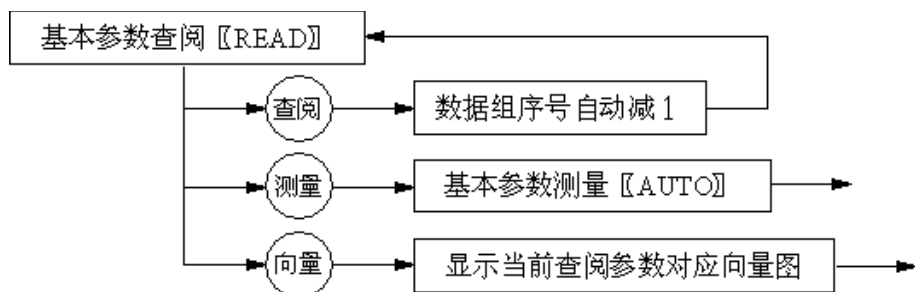 基本参数查阅〖READ〗
查阅
数据组序号自动减1
测量
基本参数测量〖AUTO〗
向量
显示当前查阅参数对应向量图